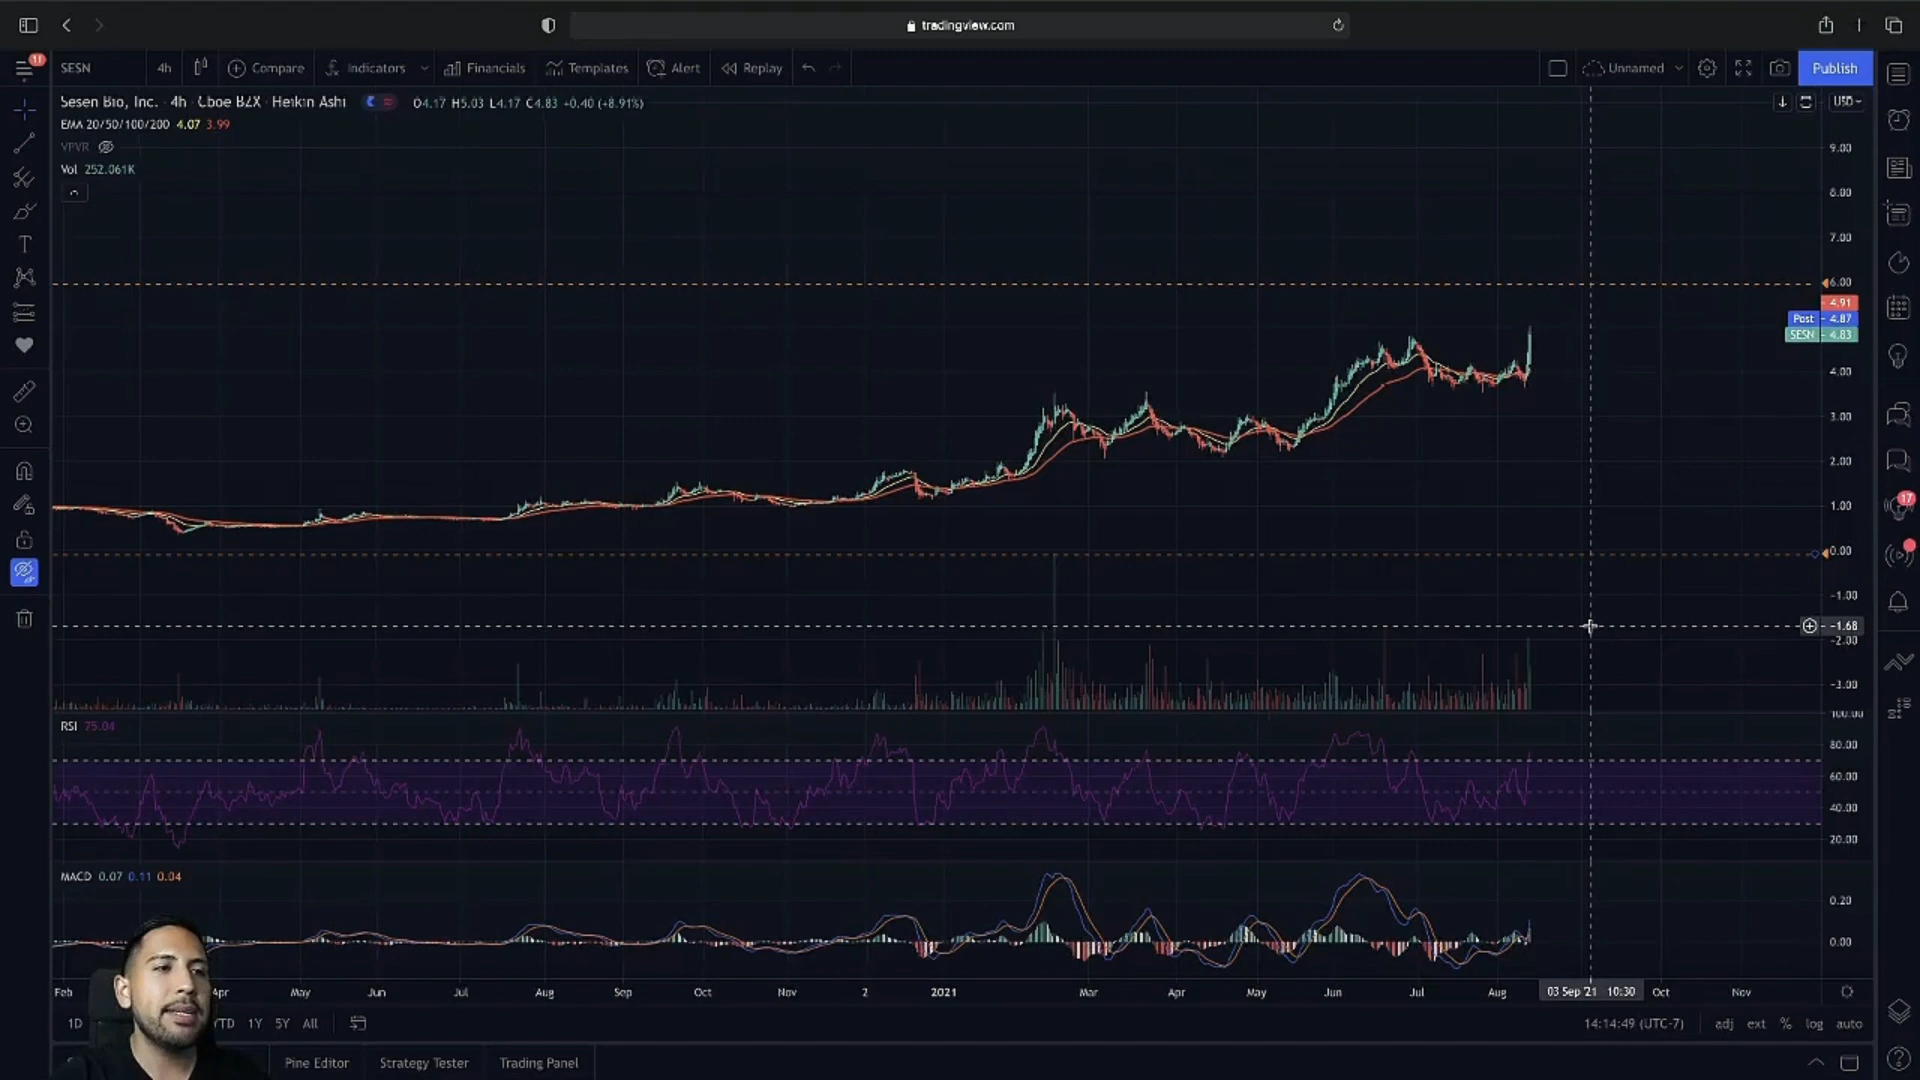 tradingview.com
11
SESN 4h Compare Indicators Financials Templates Alert Replay Unnamed Publish
Sesen Bio, Inc. · 4h · Cboe BZX · Heikin Ashi O4.17 H5.03 L4.17 C4.83 +0.40 (+8.91%) USD
EMA 20/50/100/200 4.07 3.99
VPVR
Vol 252.061K
9.00
8.00
7.00
6.00
4.91
Post 4.87
SESN 4.83
4.00
3.00
2.00
1.00
0.00
-1.00
-1.68
-2.00
-3.00
17
RSI 75.04
100.00
80.00
60.00
40.00
20.00
MACD 0.07 0.11 0.04
0.20
0.00
Feb Apr May Jun Jul Aug Sep Oct Nov 2 2021 Mar Apr May Jun Jul Aug 03 Sep '21 10:30 Oct Nov
1D YTD 1Y 5Y All 14:14:49 (UTC-7) adj ext % log auto
Pine Editor Strategy Tester Trading Panel